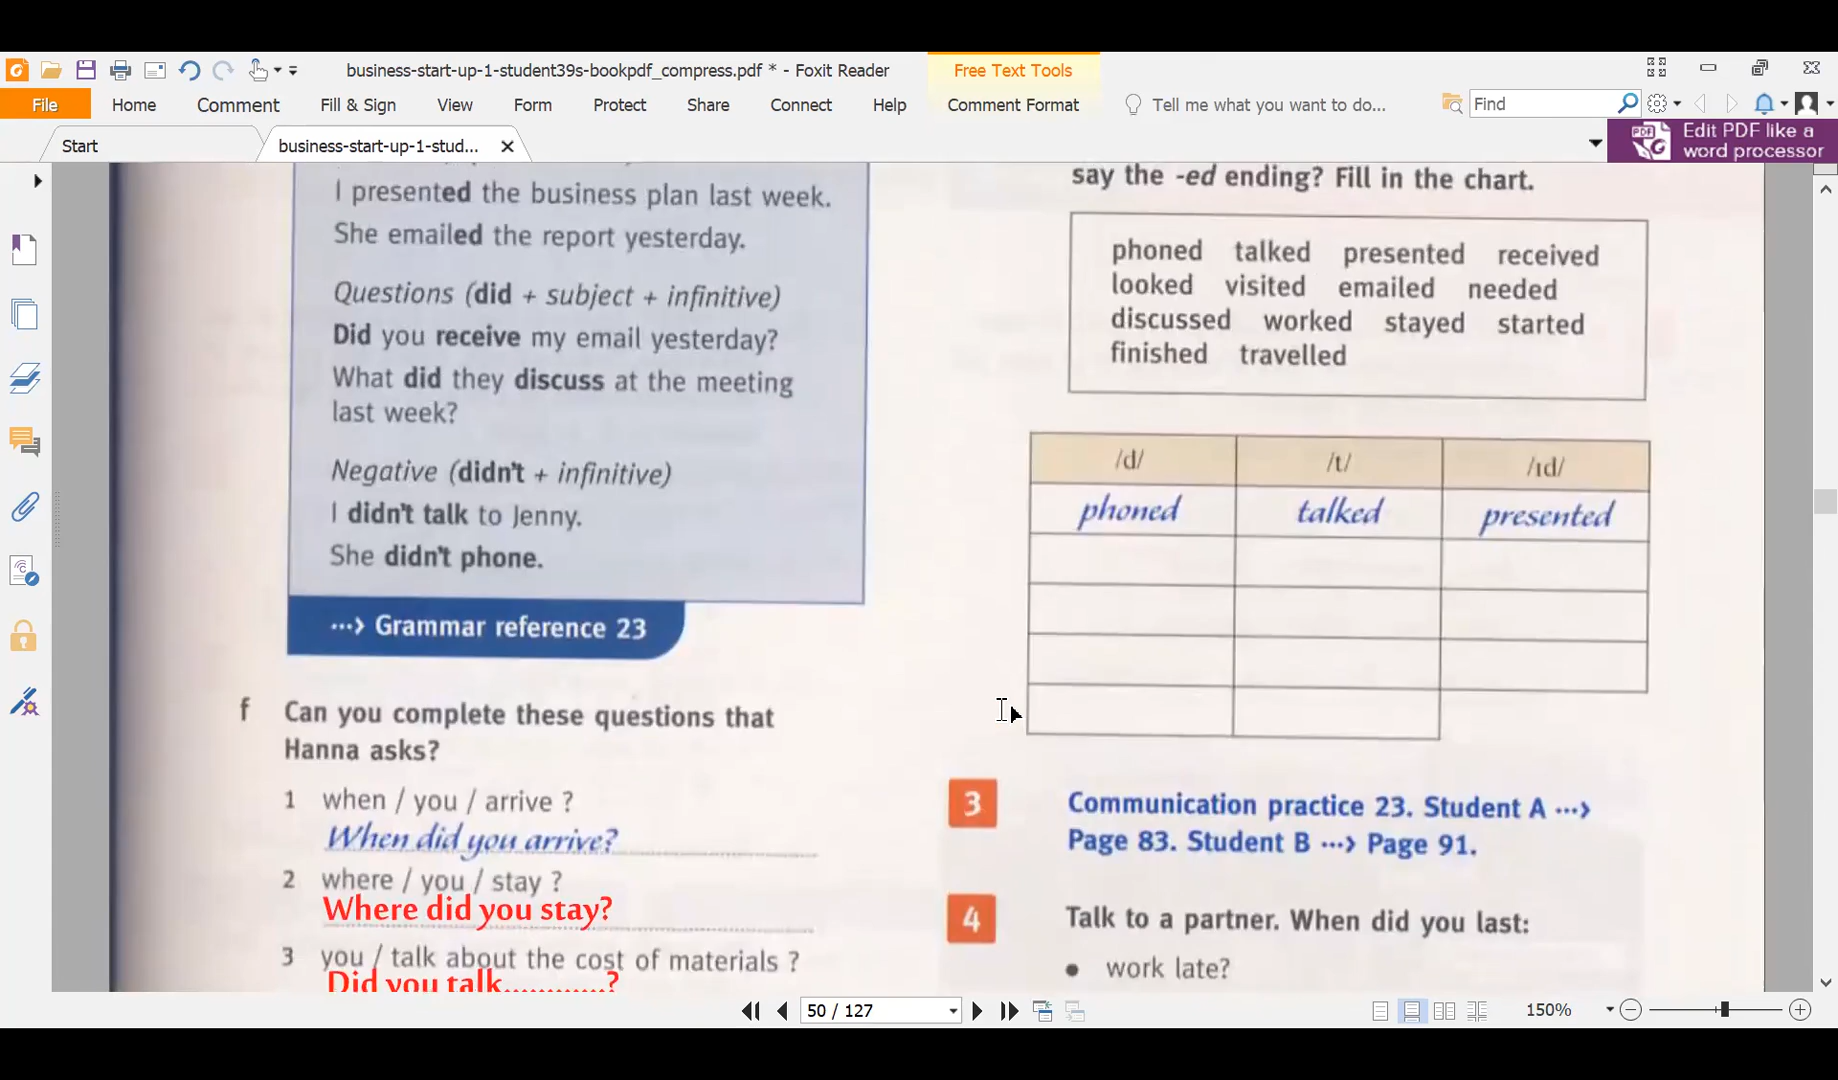 business-start-up-1-student39s-bookpdf_compress.pdf * - Foxit Reader
Free Text Tools
File
Home
Comment
Fill & Sign
View
Form
Protect
Share
Connect
Help
Comment Format
Tell me what you want to do...
Find
Start
business-start-up-1-stud...
Edit PDF like a
word processor
I presented the business plan last week.
She emailed the report yesterday.
Questions (did + subject + infinitive)
Did you receive my email yesterday?
What did they discuss at the meeting
last week?
Negative (didn't + infinitive)
I didn't talk to Jenny.
She didn't phone.
Grammar reference 23
f Can you complete these questions that
Hanna asks?
1 when / you / arrive ?
When did you arrive?
2 where / you / stay ?
Where did you stay?
3 you / talk about the cost of materials ?
Did you talk............?
say the -ed ending? Fill in the chart.
phoned talked presented received
looked visited emailed needed
discussed worked stayed started
finished travelled
/d/ /t/ /ɪd/
phoned talked presented
3 Communication practice 23. Student A ···>
Page 83. Student B ···> Page 91.
4 Talk to a partner. When did you last:
• work late?
50 / 127
150%